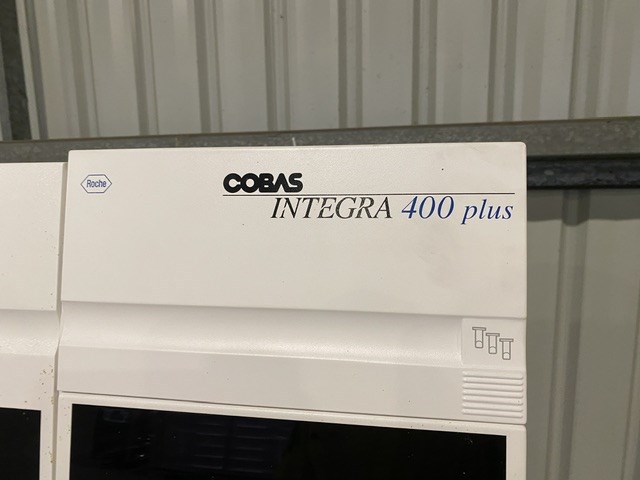 Roche
COBAS
INTEGRA 400 plus